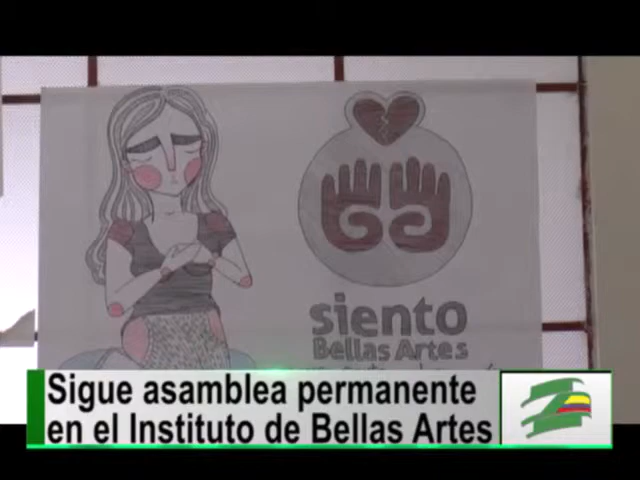 siento
Bellas Artes
Sigue asamblea permanente
en el Instituto de Bellas Artes